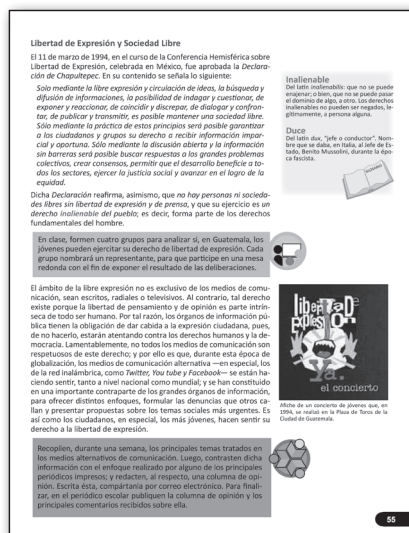 Libertad de Expresión y Sociedad Libre
El 11 de marzo de 1994, en el curso de la Conferencia Hemisférica sobre
Libertad de Expresión, celebrada en México, fue aprobada la Declara-
ción de Chapultepec. En su contenido se señala lo siguiente:
Solo mediante la libre expresión y circulación de ideas, la búsqueda y
difusión de informaciones, la posibilidad de indagar y cuestionar, de
exponer y reaccionar, de coincidir y discrepar, de dialogar y confron-
tar, de publicar y transmitir, es posible mantener una sociedad libre.
Sólo mediante la práctica de estos principios será posible garantizar
a los ciudadanos y grupos su derecho a recibir información impar-
cial y oportuna. Sólo mediante la discusión abierta y la información
sin barreras será posible buscar respuestas a los grandes problemas
colectivos, crear consensos, permitir que el desarrollo beneficie a to-
dos los sectores, ejercer la justicia social y avanzar en el logro de la
equidad.
Dicha Declaración reafirma, asimismo, que no hay personas ni socieda-
des libres sin libertad de expresión y de prensa, y que su ejercicio es un
derecho inalienable del pueblo; es decir, forma parte de los derechos
fundamentales del hombre.
En clase, formen cuatro grupos para analizar si, en Guatemala, los
jóvenes pueden ejercitar su derecho de libertad de expresión. Cada
grupo nombrará un representante, para que participe en una mesa
redonda con el fin de exponer el resultado de las deliberaciones.
El ámbito de la libre expresión no es exclusivo de los medios de comu-
nicación, sean escritos, radiales o televisivos. Al contrario, tal derecho
existe porque la libertad de pensamiento y de opinión es parte intrín-
seca de todo ser humano. Por tal razón, los órganos de información pú-
blica tienen la obligación de dar cabida a la expresión ciudadana, pues,
de no hacerlo, estarán atentando contra los derechos humanos y la de-
mocracia. Lamentablemente, no todos los medios de comunicación son
respetuosos de este derecho; y por ello es que, durante esta época de
globalización, los medios de comunicación alternativa —en especial, los
de la red inalámbrica, como Twitter, You tube y Facebook— se están ha-
ciendo sentir, tanto a nivel nacional como mundial; y se han constituido
en una importante contraparte de los grandes órganos de información,
para ofrecer distintos enfoques, formular las denuncias que otros ca-
llan y presentar propuestas sobre los temas sociales más urgentes. Es
así como los ciudadanos, en especial, los más jóvenes, hacen sentir su
derecho a la libertad de expresión.
Recopilen, durante una semana, los principales temas tratados en
los medios alternativos de comunicación. Luego, contrasten dicha
información con el enfoque realizado por alguno de los principales
periódicos impresos; y redacten, al respecto, una columna de opi-
nión. Escrita ésta, compártanla por correo electrónico. Para finali-
zar, en el periódico escolar publiquen la columna de opinión y los
principales comentarios recibidos sobre ella.
Inalienable
Del latín inalienabilis: que no se puede
enajenar; o bien, que no se puede pasar
el dominio de algo, a otro. Los derechos
inalienables no pueden ser negados, le-
gítimamente, a persona alguna.
Duce
Del latín dux, "jefe o conductor". Nom-
bre que se daba, en Italia, al Jefe de Es-
tado, Benito Mussolini, durante la épo-
ca fascista.
libertad
Expresión
ya.
el concierto
Afiche de un concierto de jóvenes que, en
1994, se realizó en la Plaza de Toros de la
Ciudad de Guatemala.
55